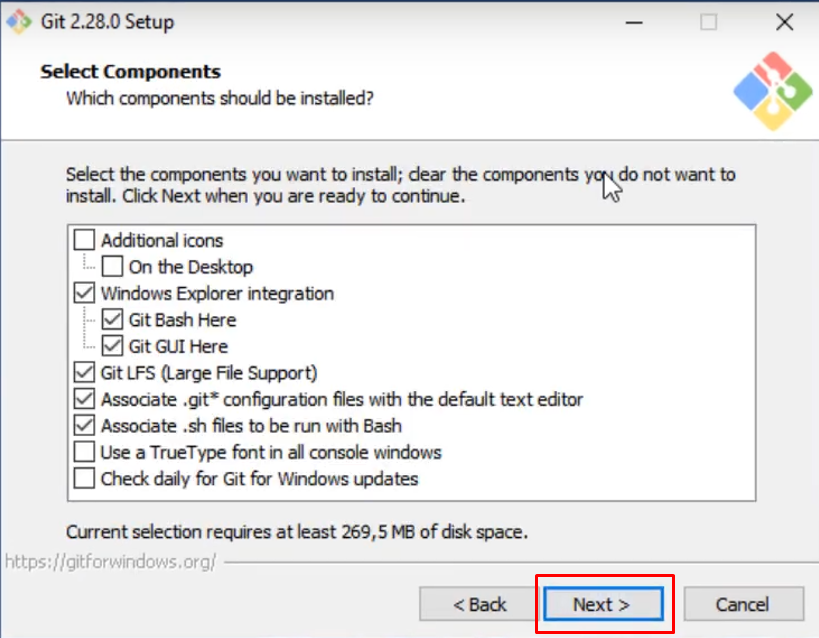 Git 2.28.0 Setup
Select Components
Which components should be installed?
Select the components you want to install; clear the components you do not want to
install. Click Next when you are ready to continue.
Additional icons
On the Desktop
Windows Explorer integration
Git Bash Here
Git GUI Here
Git LFS (Large File Support)
Associate .git* configuration files with the default text editor
Associate .sh files to be run with Bash
Use a TrueType font in all console windows
Check daily for Git for Windows updates
Current selection requires at least 269,5 MB of disk space.
https://gitforwindows.org/
< Back Next > Cancel